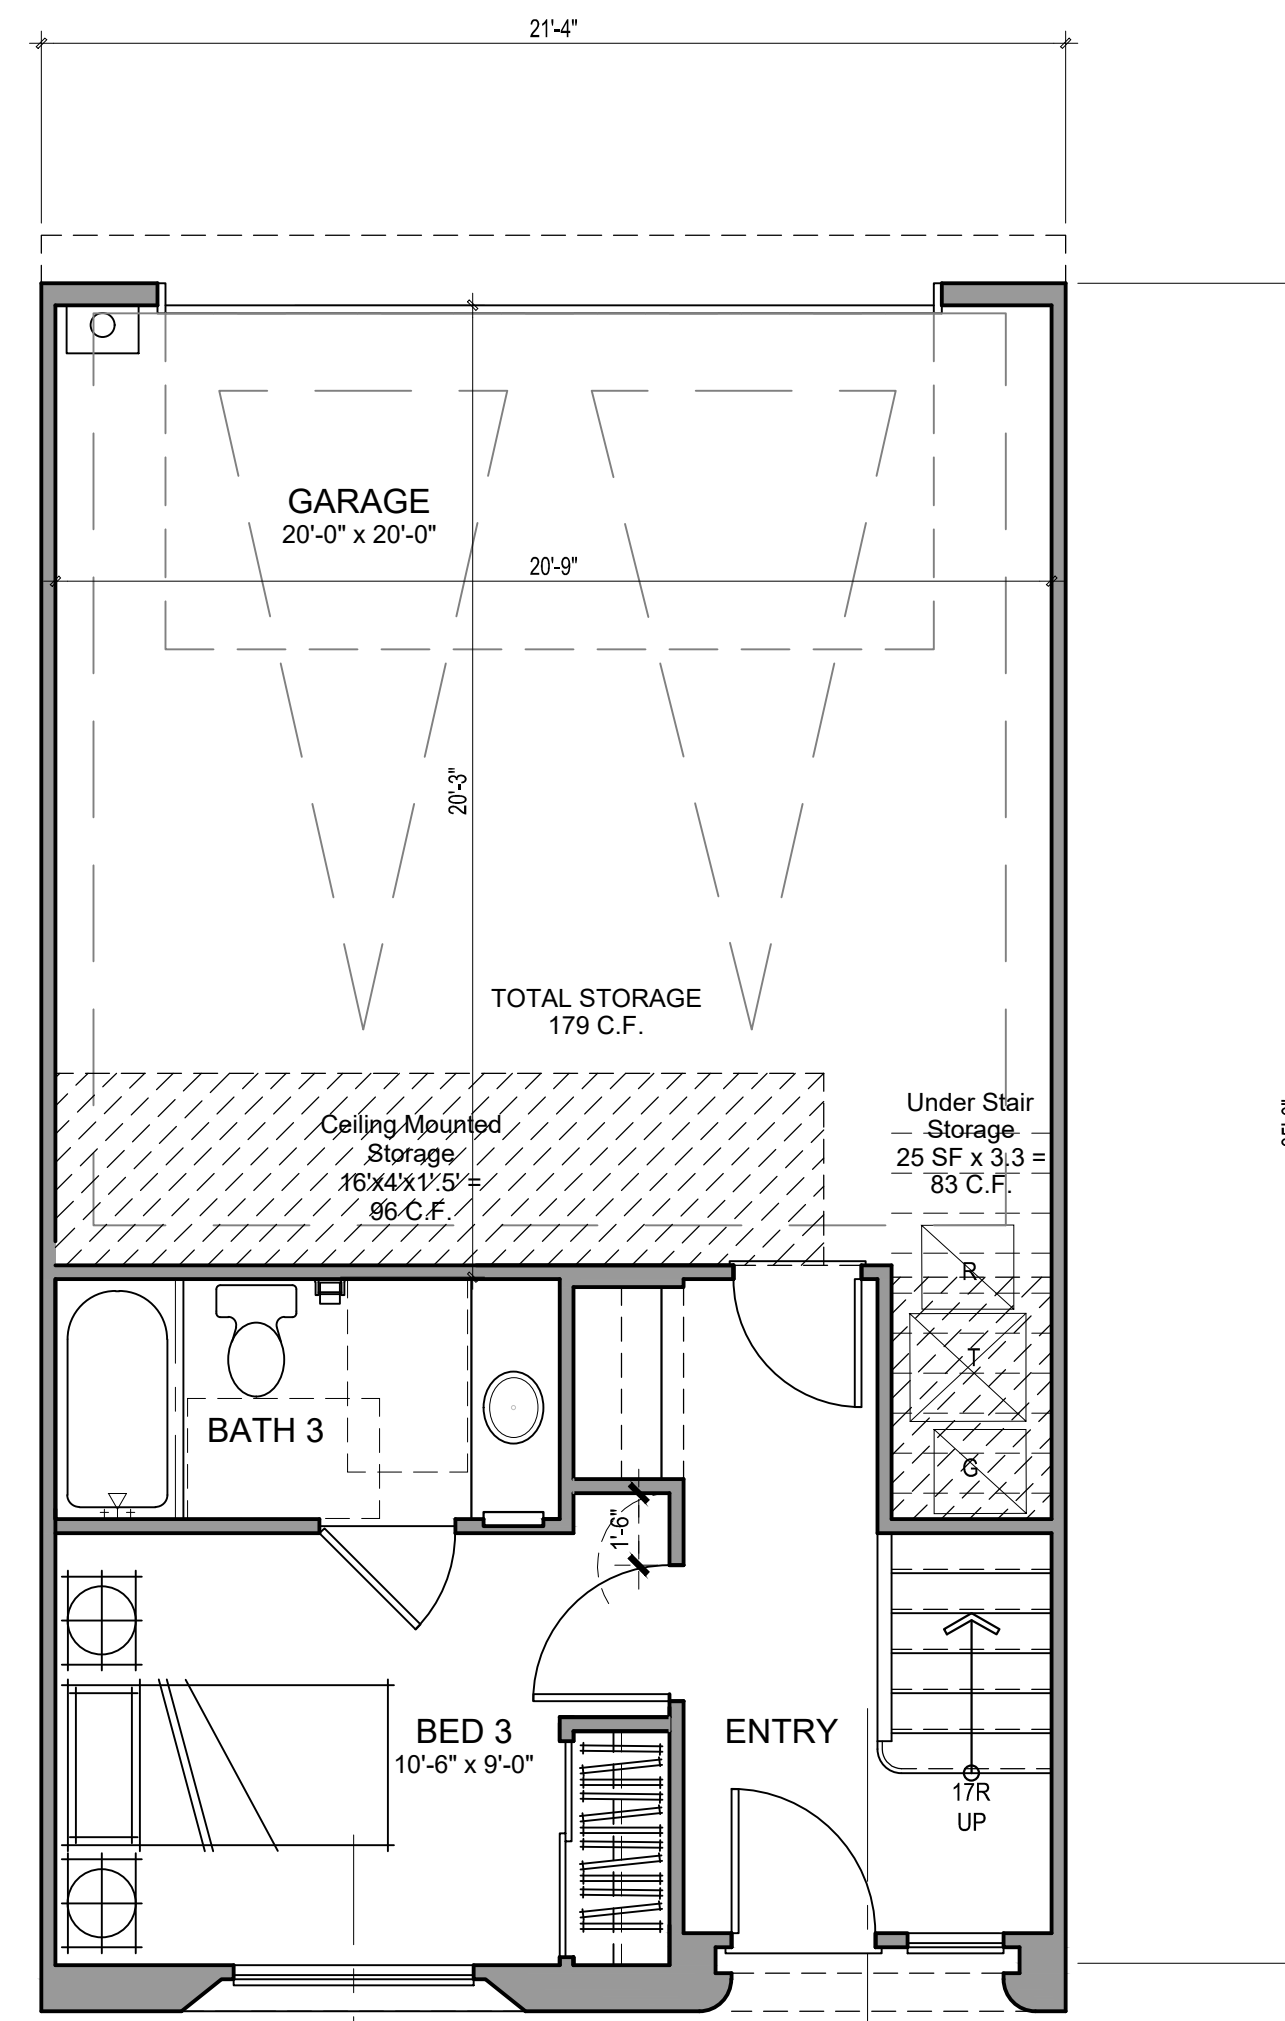 21'-4"
GARAGE
20'-0" x 20'-0"
20'-9"
20'-3"
TOTAL STORAGE
179 C.F.
Ceiling Mounted
Storage
16'x4'x1'.5' =
96 C.F.
Under Stair
Storage
25 SF x 3.3 =
83 C.F.
R
T
G
BATH 3
1'-6"
BED 3
10'-6" x 9'-0"
ENTRY
17R
UP